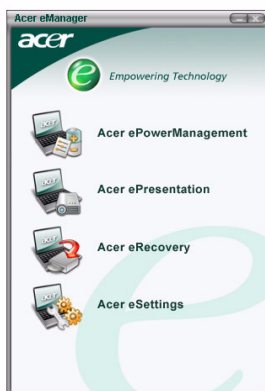 Acer eManager
acer
e Empowering Technology
Acer ePowerManagement
Acer ePresentation
Acer eRecovery
Acer eSettings